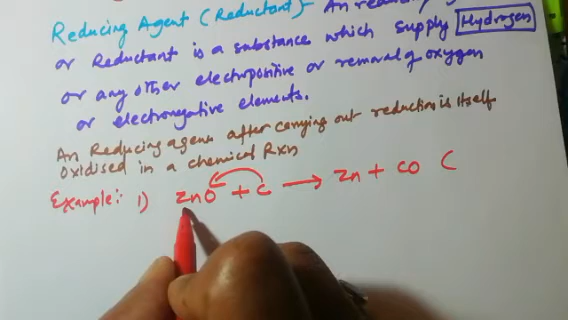 Reducing Agent (Reductant) - An
or Reductant is a substance which supply Hydrogen
or any other electropositive or removal of oxygen
or electronegative elements.
An Reducing agent after carrying out reduction is itself
oxidised in a chemical Rxn
Example:- 1) ZnO + C → Zn + CO (